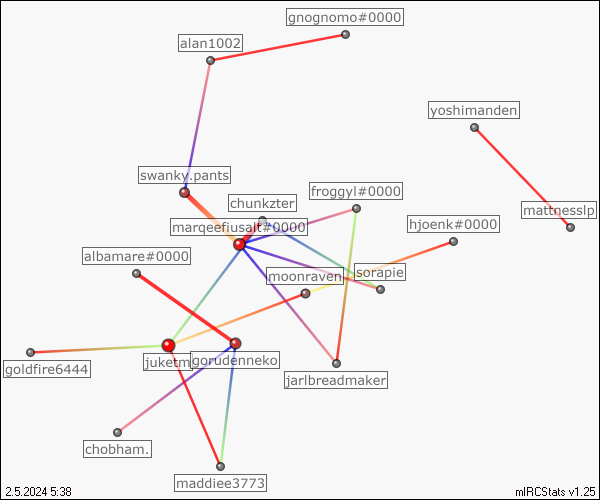 gnognomo#0000
alan1002
yoshimanden
swanky.pants
froggyl#0000
chunkzter
mattnesslp
hjoenk#0000
marqeefiusalt#0000
albamare#0000
sorapie
moonraven
gorudenneko
juketm
goldfire6444
jarlbreadmaker
chobham.
maddiee3773
2.5.2024 5:38
mIRCStats v1.25